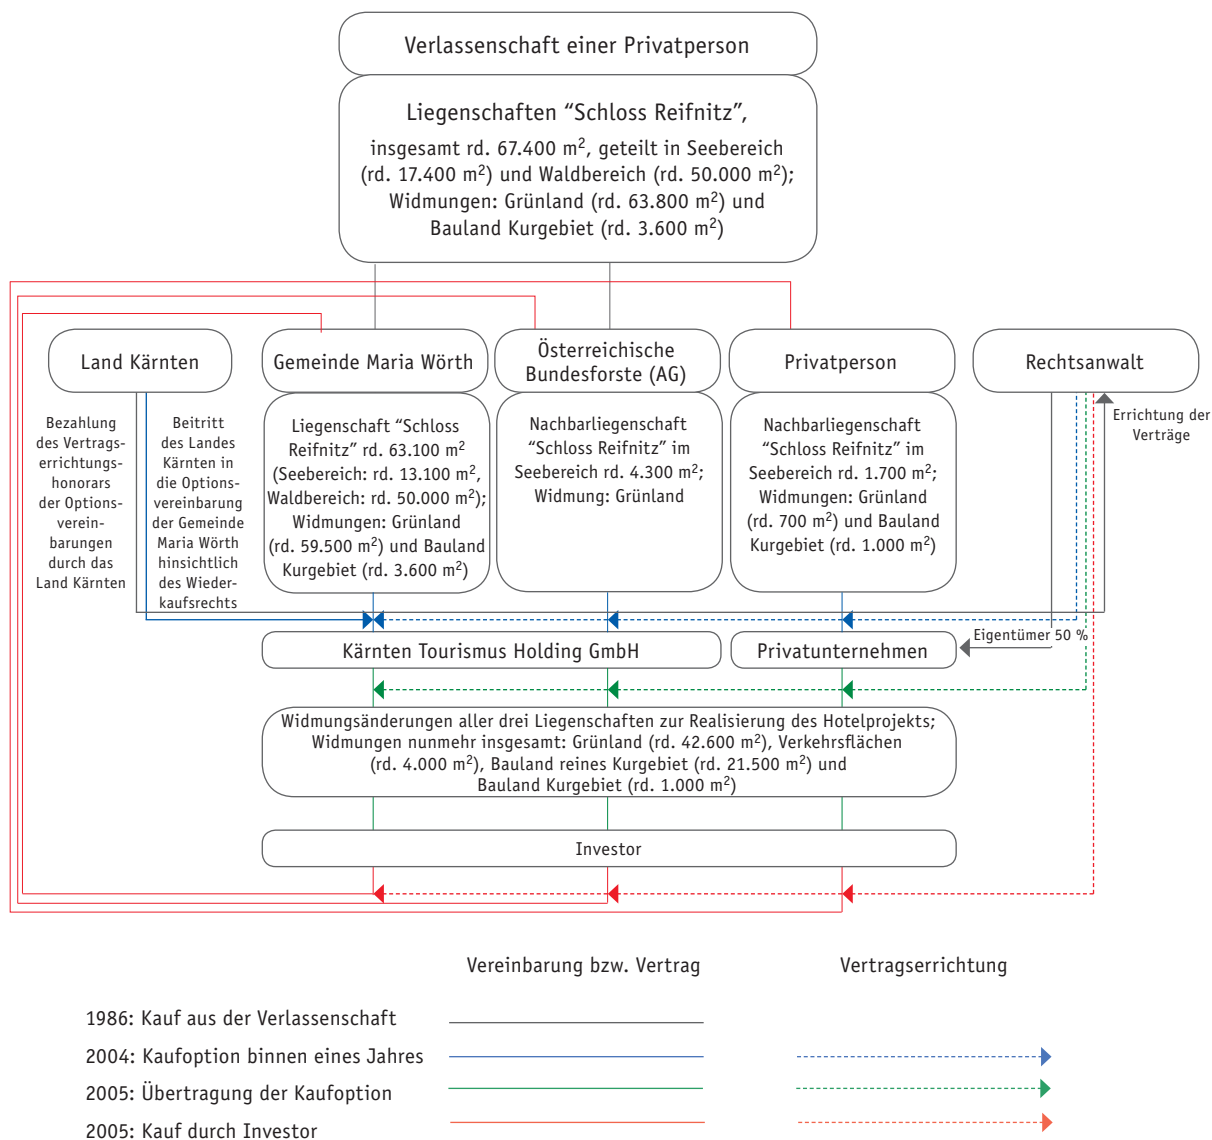 Verlassenschaft einer Privatperson
Liegenschaften “Schloss Reifnitz”,
insgesamt rd. 67.400 m², geteilt in Seebereich
(rd. 17.400 m²) und Waldbereich (rd. 50.000 m²);
Widmungen: Grünland (rd. 63.800 m²) und
Bauland Kurgebiet (rd. 3.600 m²)
Land Kärnten
Gemeinde Maria Wörth
Österreichische
Bundesforste (AG)
Privatperson
Rechtsanwalt
Bezahlung
des Vertrags-
errichtungs-
honorars
der Options-
verein-
barungen
durch das
Land Kärnten
Beitritt
des Landes
Kärnten in
die Options-
vereinbarung
der Gemeinde
Maria Wörth
hinsichtlich
des Wieder-
kaufsrechts
Liegenschaft “Schloss
Reifnitz” rd. 63.100 m²
(Seebereich: rd. 13.100 m²,
Waldbereich: rd. 50.000 m²);
Widmungen: Grünland
(rd. 59.500 m²) und Bauland
Kurgebiet (rd. 3.600 m²)
Nachbarliegenschaft
“Schloss Reifnitz” im
Seebereich rd. 4.300 m²;
Widmung: Grünland
Nachbarliegenschaft
“Schloss Reifnitz” im
Seebereich rd. 1.700 m²;
Widmungen: Grünland
(rd. 700 m²) und Bauland
Kurgebiet (rd. 1.000 m²)
Errichtung der
Verträge
Eigentümer 50 %
Kärnten Tourismus Holding GmbH
Privatunternehmen
Widmungsänderungen aller drei Liegenschaften zur Realisierung des Hotelprojekts;
Widmungen nunmehr insgesamt: Grünland (rd. 42.600 m²), Verkehrsflächen
(rd. 4.000 m²), Bauland reines Kurgebiet (rd. 21.500 m²) und
Bauland Kurgebiet (rd. 1.000 m²)
Investor
Vereinbarung bzw. Vertrag
Vertragserrichtung
1986: Kauf aus der Verlassenschaft
2004: Kaufoption binnen eines Jahres
2005: Übertragung der Kaufoption
2005: Kauf durch Investor